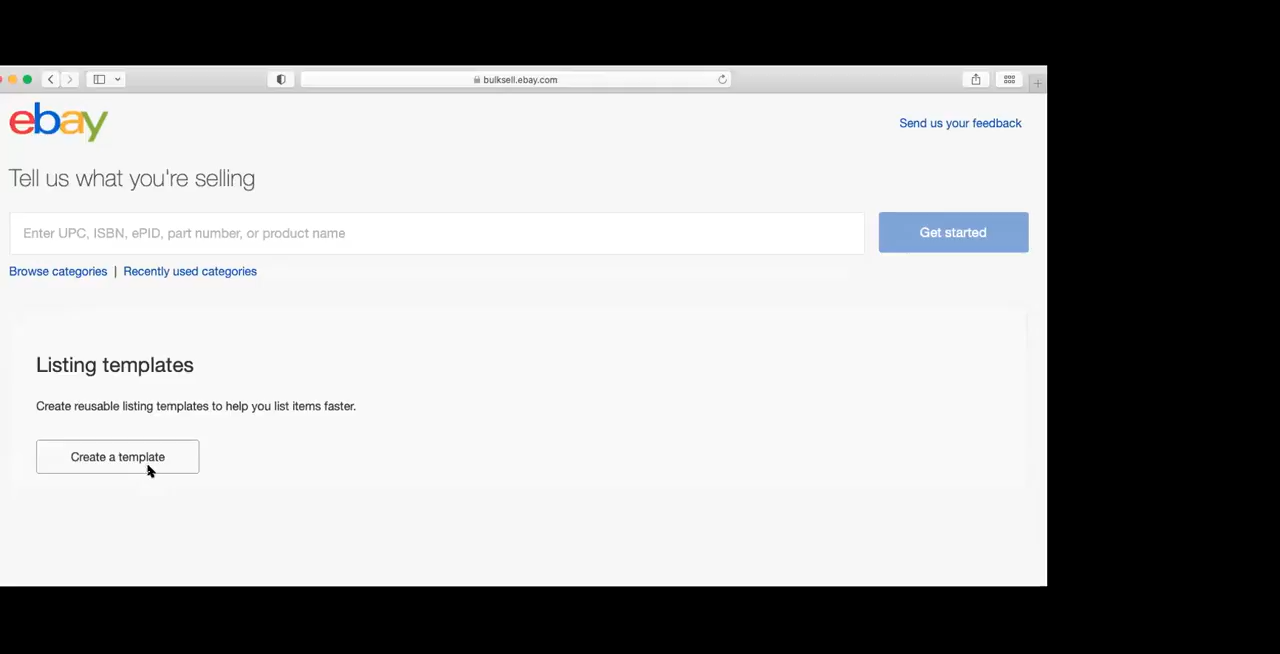 bulksell.ebay.com
ebay
Send us your feedback
Tell us what you're selling
Enter UPC, ISBN, ePID, part number, or product name
Get started
Browse categories | Recently used categories
Listing templates
Create reusable listing templates to help you list items faster.
Create a template